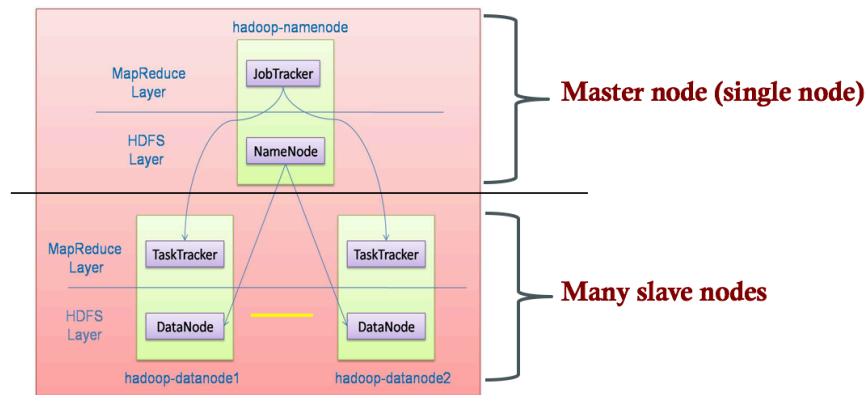 hadoop-namenode
MapReduce
Layer
JobTracker
Master node (single node)
HDFS
Layer
NameNode
MapReduce
Layer
TaskTracker
TaskTracker
Many slave nodes
HDFS
Layer
DataNode
DataNode
hadoop-datanode1
hadoop-datanode2